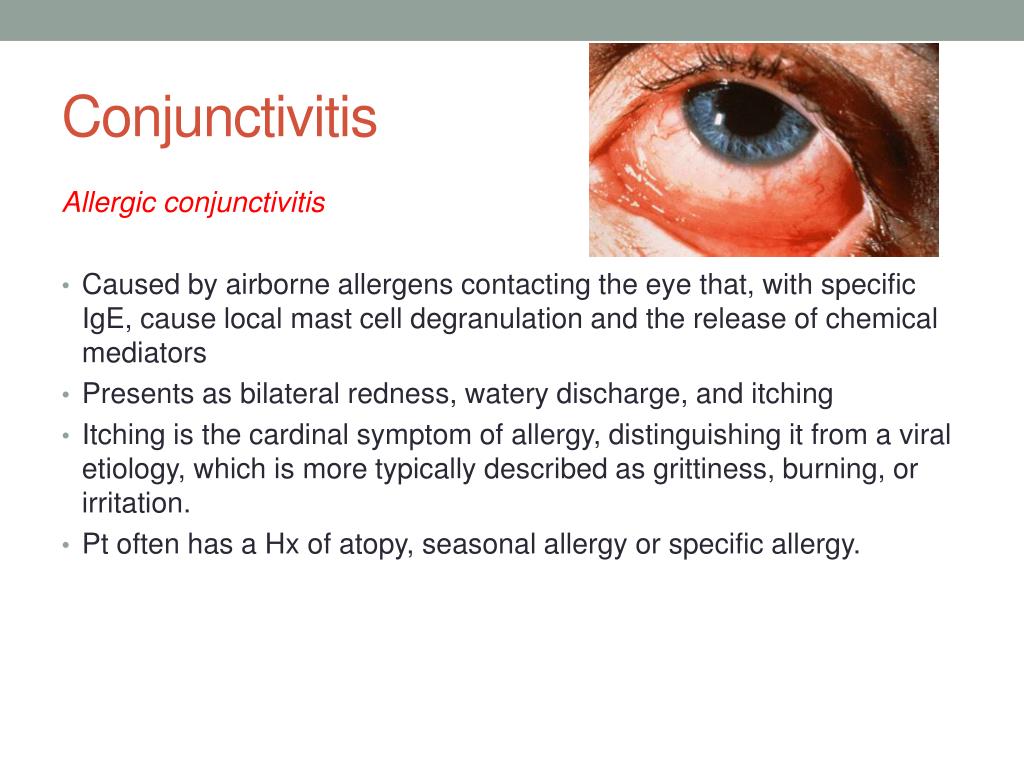 Conjunctivitis
Allergic conjunctivitis
• Caused by airborne allergens contacting the eye that, with specific
IgE, cause local mast cell degranulation and the release of chemical
mediators
• Presents as bilateral redness, watery discharge, and itching
• Itching is the cardinal symptom of allergy, distinguishing it from a viral
etiology, which is more typically described as grittiness, burning, or
irritation.
• Pt often has a Hx of atopy, seasonal allergy or specific allergy.